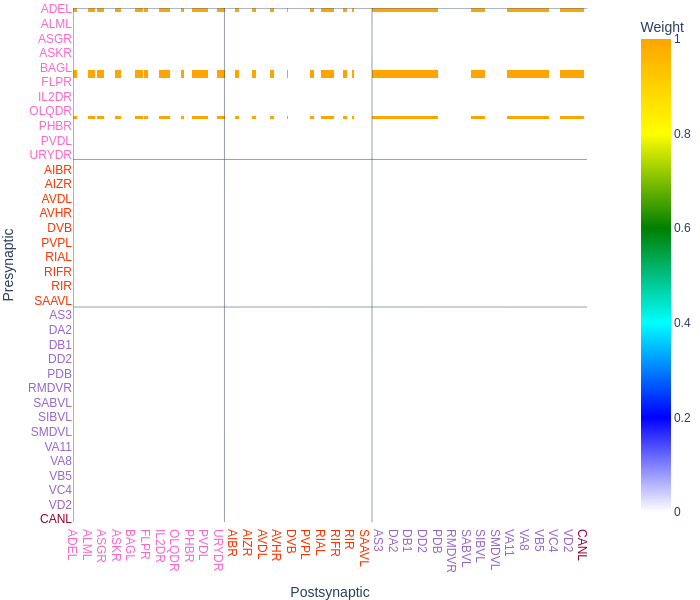 Weight
ADEL
ALML
ASGR
ASKR
BAGL
FLPR
IL2DR
OLQDR
PHBR
PVDL
URYDR
AIBR
AIZR
AVDL
AVHR
DVB
PVPL
RIAL
RIFR
RIR
SAAVL
AS3
DA2
DB1
DD2
PDB
RMDVR
SABVL
SIBVL
SMDVL
VA11
VA8
VB5
VC4
VD2
CANL
Presynaptic
1
0.8
0.6
0.4
0.2
0
ADEL
ALML
ASGR
ASKR
BAGL
FLPR
IL2DR
OLQDR
PHBR
PVDL
URYDR
AIBR
AIZR
AVDL
AVHR
DVB
PVPL
RIAL
RIFR
RIR
SAAVL
AS3
DA2
DB1
DD2
PDB
RMDVR
SABVL
SIBVL
SMDVL
VA11
VA8
VB5
VC4
VD2
CANL
Postsynaptic